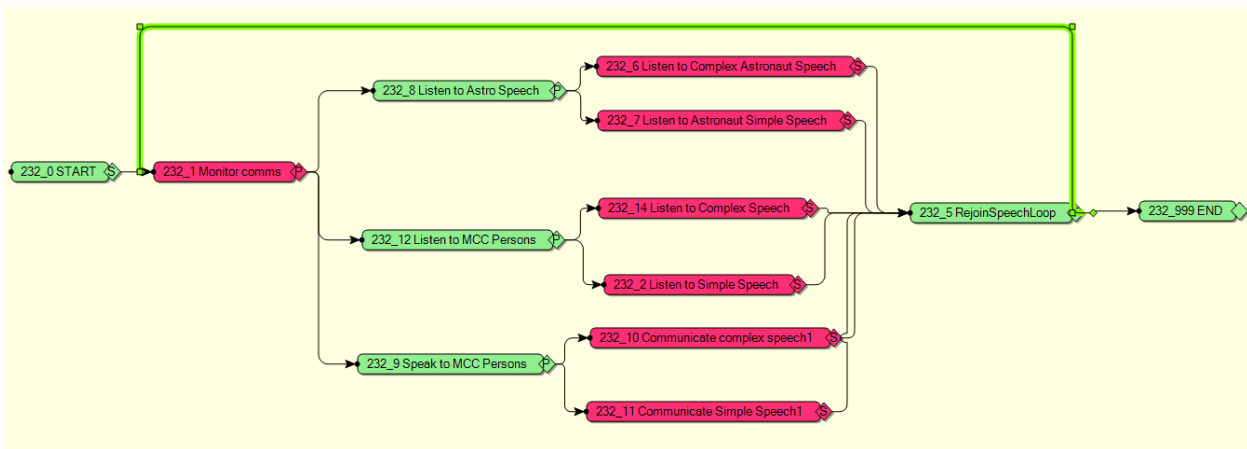 232_6 Listen to Complex Astronaut Speech S
232_8 Listen to Astro Speech P
232_7 Listen to Astronaut Simple Speech S
232_0 START S
232_1 Monitor comms P
232_14 Listen to Complex Speech S
232_5 RejoinSpeechLoop
232_999 END
232_12 Listen to MCC Persons P
232_2 Listen to Simple Speech S
232_10 Communicate complex speech1 S
232_9 Speak to MCC Persons P
232_11 Communicate Simple Speech1 S